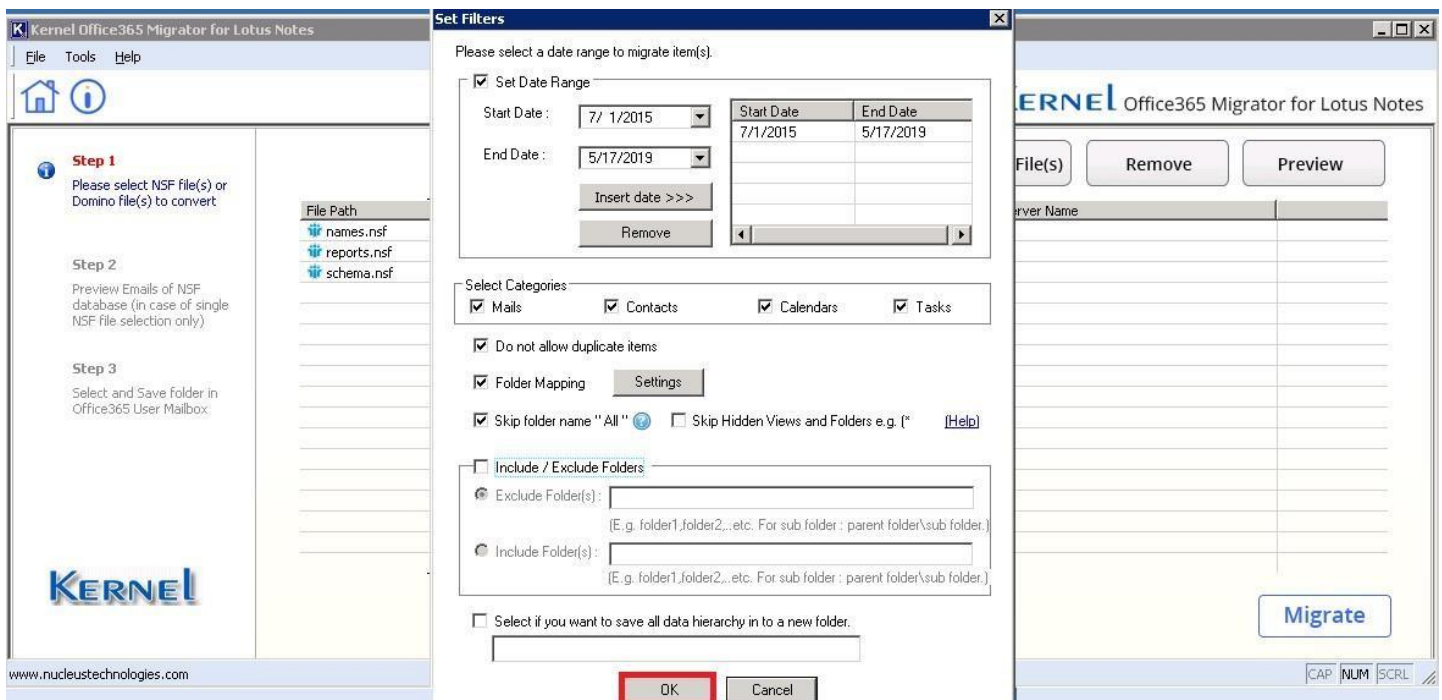 Kernel Office365 Migrator for Lotus Notes
File Tools Help
KERNEL Office365 Migrator for Lotus Notes
Step 1
Please select NSF file(s) or
Domino file(s) to convert
Step 2
Preview Emails of NSF
database (in case of single
NSF file selection only)
Step 3
Select and Save folder in
Office365 User Mailbox
KERNEL
File Path
names.nsf
reports.nsf
schema.nsf
Set Filters
Please select a date range to migrate item(s).
Set Date Range
Start Date : 7/ 1/2015
End Date : 5/17/2019
Insert date >>>
Remove
Start Date End Date
7/1/2015 5/17/2019
Select Categories
Mails Contacts Calendars Tasks
Do not allow duplicate items
Folder Mapping Settings
Skip folder name "All" Skip Hidden Views and Folders e.g. (* (Help)
Include / Exclude Folders
Exclude Folder(s) :
(E.g. folder1,folder2,..etc. For sub folder : parent folder\sub folder.)
Include Folder(s) :
(E.g. folder1,folder2,..etc. For sub folder : parent folder\sub folder.)
Select if you want to save all data hierarchy in to a new folder.
OK Cancel
File(s) Remove Preview
rver Name
Migrate
www.nucleustechnologies.com
CAP NUM SCRL